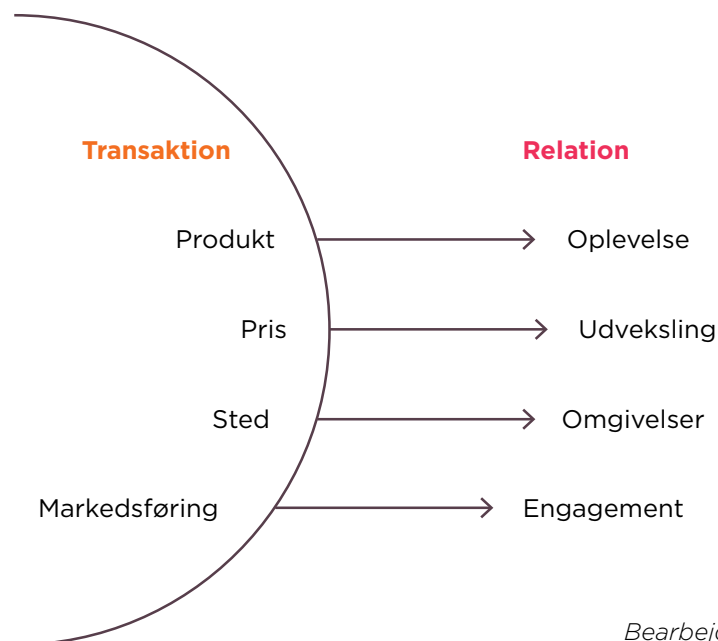 Transaktion Relation
Produkt Oplevelse
Pris Udveksling
Sted Omgivelser
Markedsføring Engagement